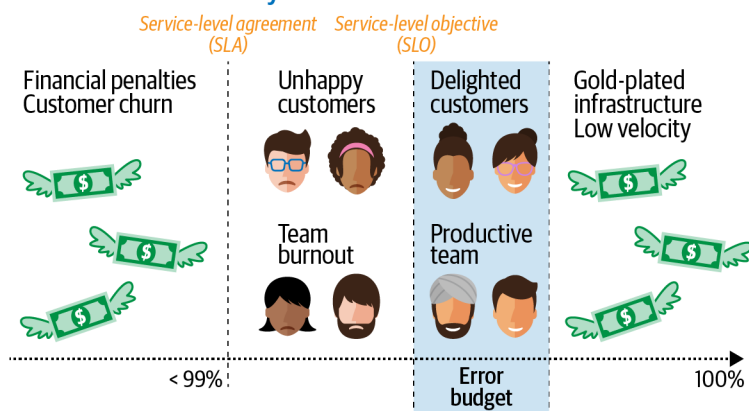 Service-level agreement
(SLA)
Service-level objective
(SLO)
Financial penalties
Customer churn
Unhappy
customers
Delighted
customers
Gold-plated
infrastructure
Low velocity
Team
burnout
Productive
team
$
$
$
$
$
$
< 99%
Error
budget
100%